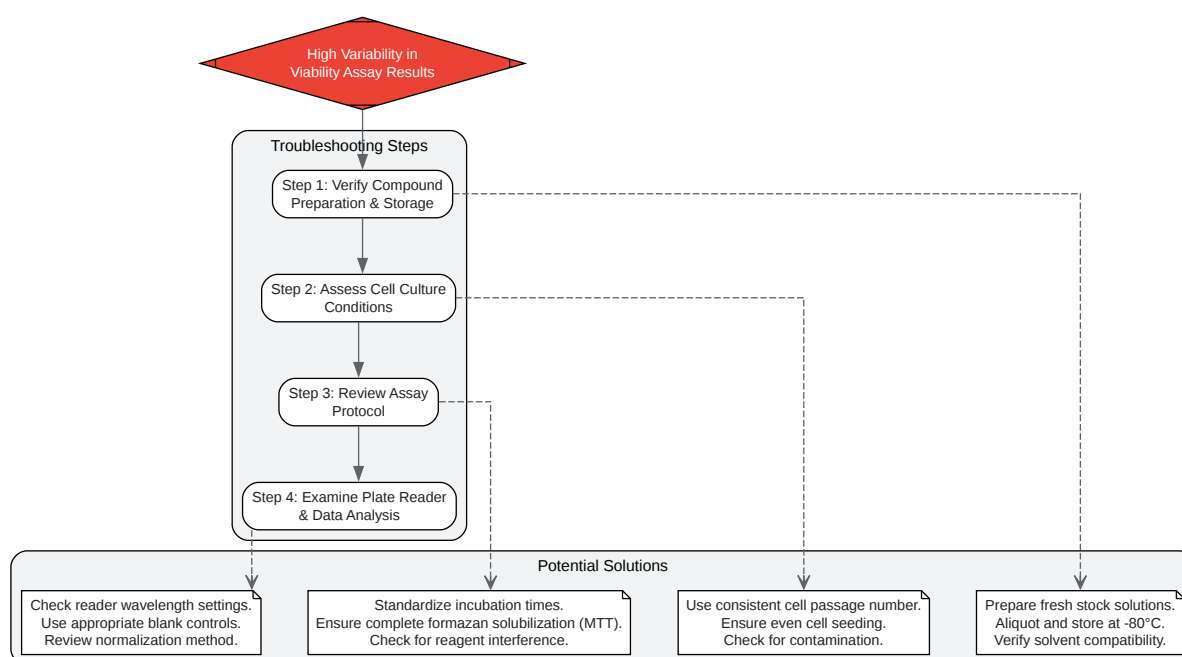 High Variability in
Viability Assay Results
Troubleshooting Steps
Step 1: Verify Compound
Preparation & Storage
Step 2: Assess Cell Culture
Conditions
Step 3: Review Assay
Protocol
Step 4: Examine Plate Reader
& Data Analysis
Potential Solutions
Check reader wavelength settings.
Use appropriate blank controls.
Review normalization method.
Standardize incubation times.
Ensure complete formazan solubilization (MTT).
Check for reagent interference.
Use consistent cell passage number.
Ensure even cell seeding.
Check for contamination.
Prepare fresh stock solutions.
Aliquot and store at -80°C.
Verify solvent compatibility.